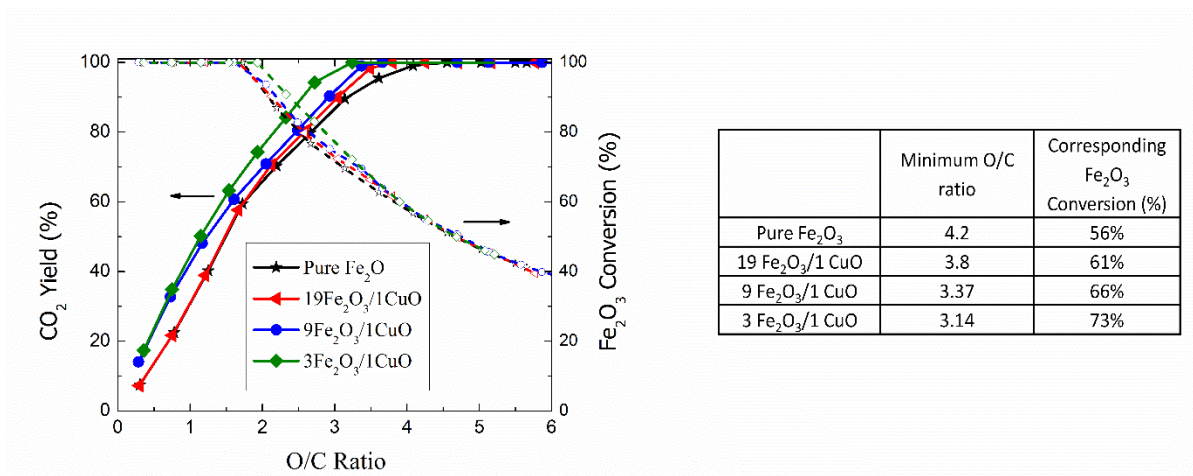 100
80
60
40
20
0
CO₂ Yield (%)
0 1 2 3 4 5 6
O/C Ratio
100
80
60
40
20
0
Fe₂O₃ Conversion (%)
Pure Fe₂O
19Fe₂O₃/1CuO
9Fe₂O₃/1CuO
3Fe₂O₃/1CuO
Minimum O/C
ratio
Corresponding
Fe₂O₃
Conversion (%)
Pure Fe₂O₃ 4.2 56%
19 Fe₂O₃/1 CuO 3.8 61%
9 Fe₂O₃/1 CuO 3.37 66%
3 Fe₂O₃/1 CuO 3.14 73%